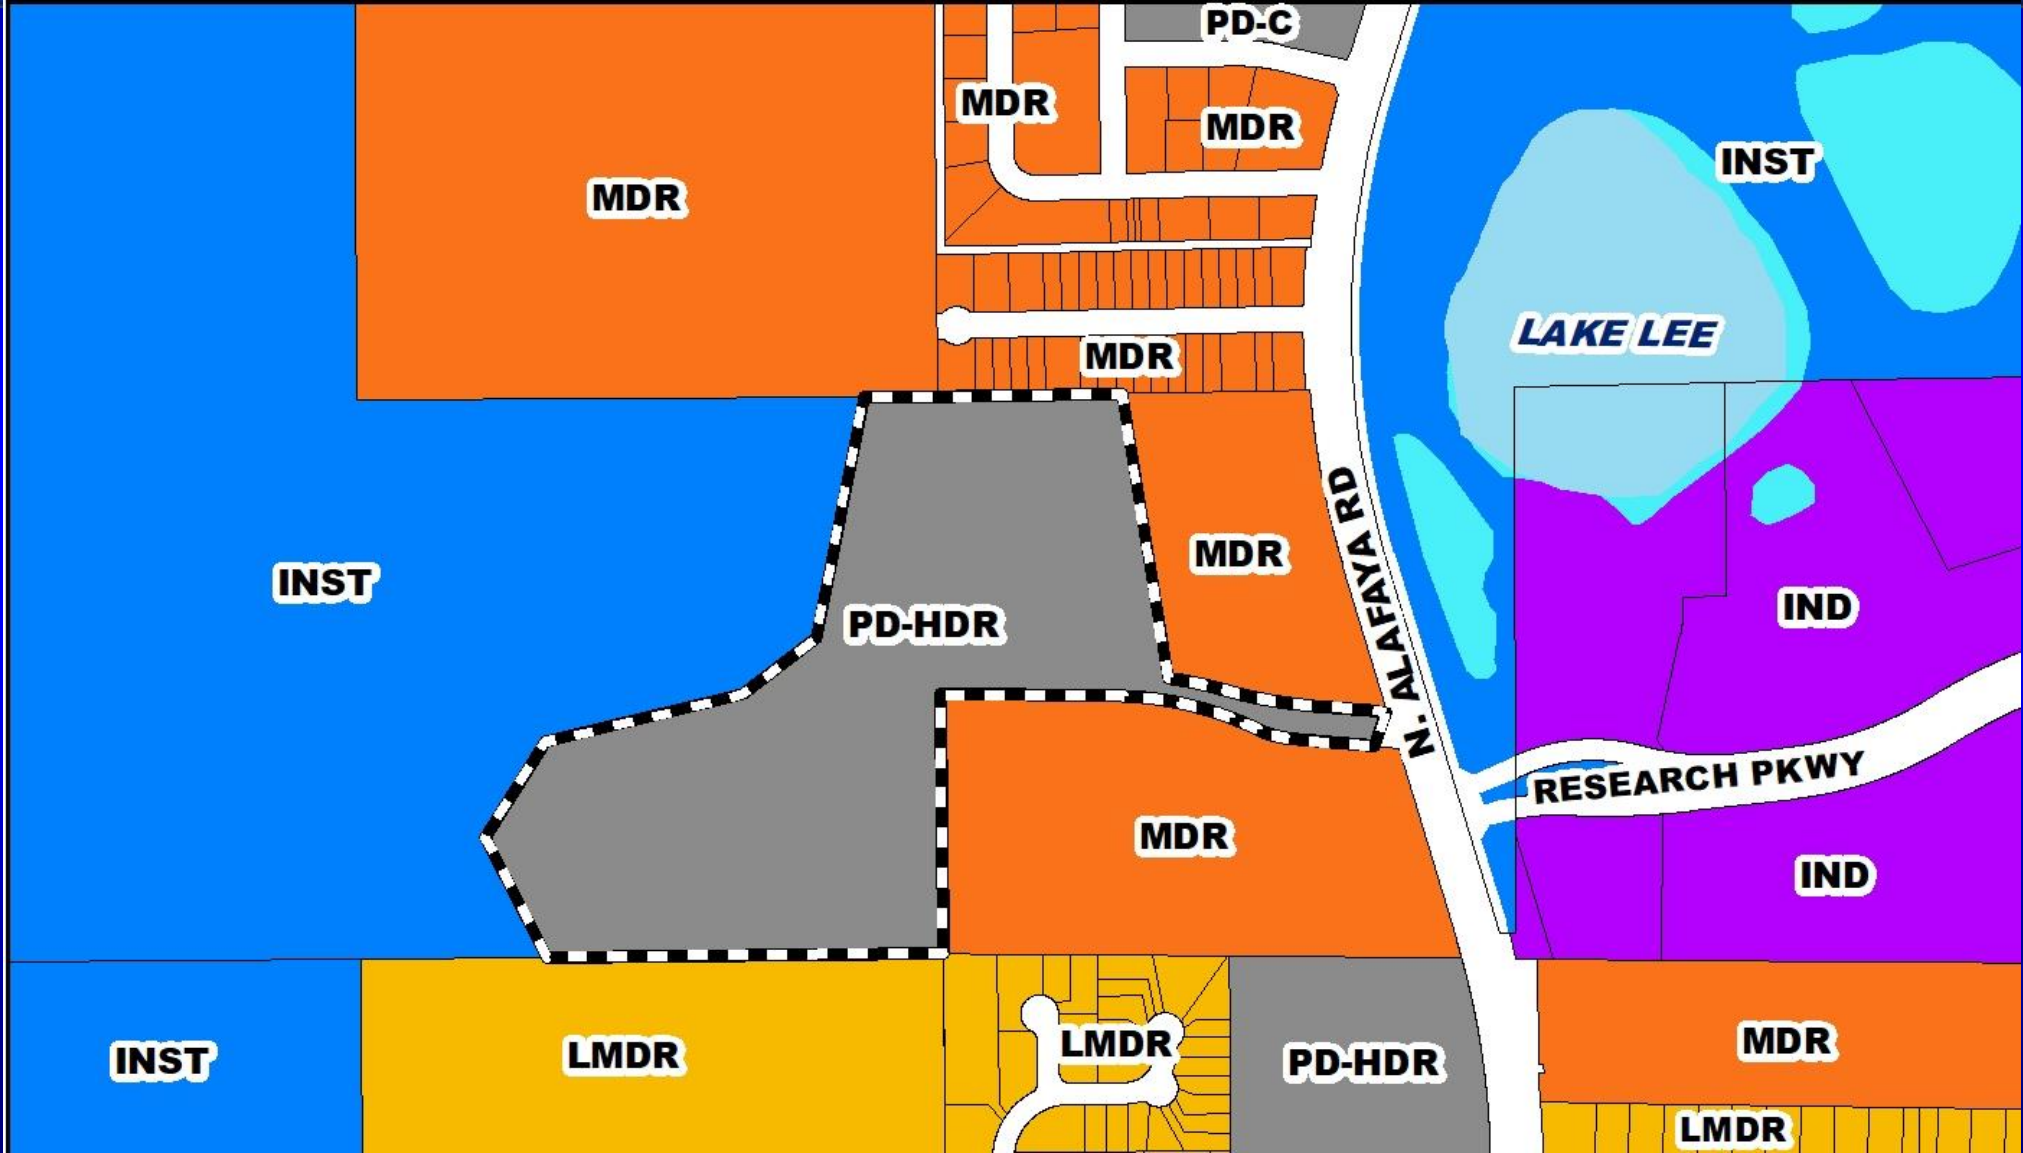 PD-C
MDR
MDR
INST
MDR
LAKE LEE
MDR
MDR
N. ALAFAYA RD
INST
IND
PD-HDR
RESEARCH PKWY
MDR
IND
INST
LMDR
LMDR
PD-HDR
MDR
LMDR